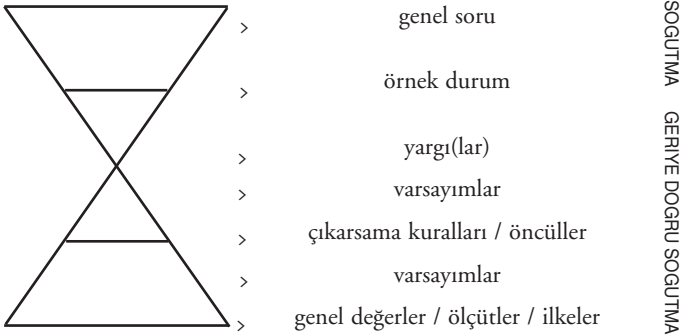 > genel soru
> örnek durum
> yargı(lar)
> varsayımlar
> çıkarsama kuralları / öncüller
> varsayımlar
> genel değerler / ölçütler / ilkeler
SOGUTMA
GERIYE DOGRU SOGUTMA